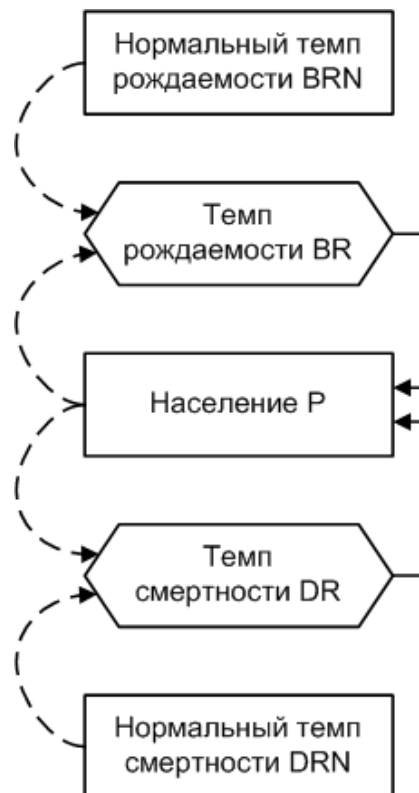 Нормальный темп
рождаемости BRN
Темп
рождаемости BR
Население P
Темп
смертности DR
Нормальный темп
смертности DRN